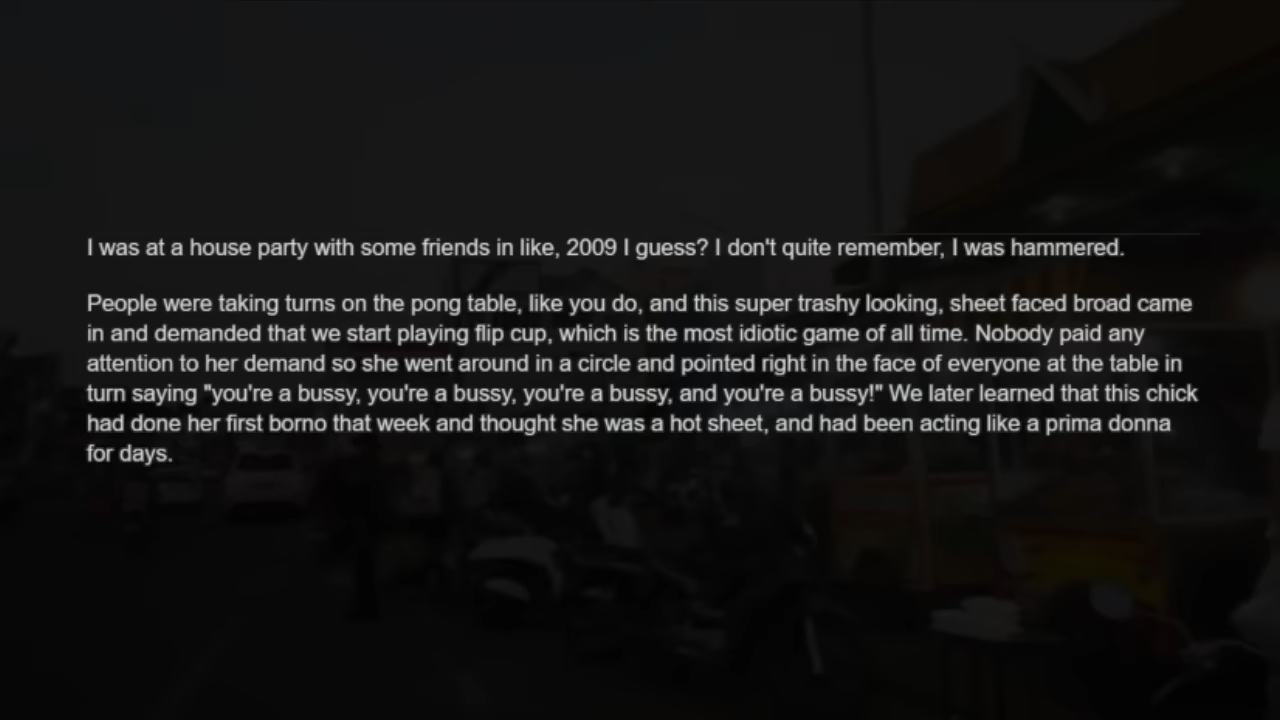 I was at a house party with some friends in like, 2009 I guess? I don't quite remember, I was hammered.
People were taking turns on the pong table, like you do, and this super trashy looking, sheet faced broad came
in and demanded that we start playing flip cup, which is the most idiotic game of all time. Nobody paid any
attention to her demand so she went around in a circle and pointed right in the face of everyone at the table in
turn saying "you're a bussy, you're a bussy, you're a bussy, and you're a bussy!" We later learned that this chick
had done her first borno that week and thought she was a hot sheet, and had been acting like a prima donna
for days.